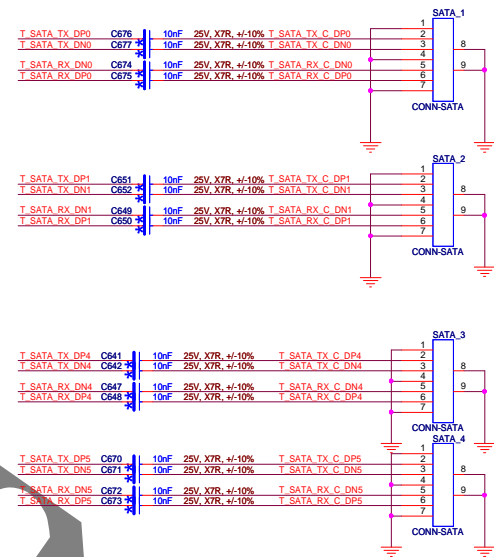 SATA_1
1
T_SATA_TX_DP0 C676 10nF 25V, X7R, +/-10% T_SATA_TX_C_DP0 2
T_SATA_TX_DN0 C677 10nF 25V, X7R, +/-10% T_SATA_TX_C_DN0 3 8
4
T_SATA_RX_DN0 C674 10nF 25V, X7R, +/-10% T_SATA_RX_C_DN0 5 9
T_SATA_RX_DP0 C675 10nF 25V, X7R, +/-10% T_SATA_RX_C_DP0 6
7
CONN-SATA
SATA_2
1
T_SATA_TX_DP1 C651 10nF 25V, X7R, +/-10% T_SATA_TX_C_DP1 2
T_SATA_TX_DN1 C652 10nF 25V, X7R, +/-10% T_SATA_TX_C_DN1 3 8
4
T_SATA_RX_DN1 C649 10nF 25V, X7R, +/-10% T_SATA_RX_C_DN1 5 9
T_SATA_RX_DP1 C650 10nF 25V, X7R, +/-10% T_SATA_RX_C_DP1 6
7
CONN-SATA
SATA_3
1
T_SATA_TX_DP4 C641 10nF 25V, X7R, +/-10% T_SATA_TX_C_DP4 2
T_SATA_TX_DN4 C642 10nF 25V, X7R, +/-10% T_SATA_TX_C_DN4 3 8
4
T_SATA_RX_DN4 C647 10nF 25V, X7R, +/-10% T_SATA_RX_C_DN4 5 9
T_SATA_RX_DP4 C648 10nF 25V, X7R, +/-10% T_SATA_RX_C_DP4 6
7
CONN-SATA
SATA_4
1
T_SATA_TX_DP5 C670 10nF 25V, X7R, +/-10% T_SATA_TX_C_DP5 2
T_SATA_TX_DN5 C671 10nF 25V, X7R, +/-10% T_SATA_TX_C_DN5 3 8
4
T_SATA_RX_DN5 C672 10nF 25V, X7R, +/-10% T_SATA_RX_C_DN5 5 9
T_SATA_RX_DP5 C673 10nF 25V, X7R, +/-10% T_SATA_RX_C_DP5 6
7
CONN-SATA